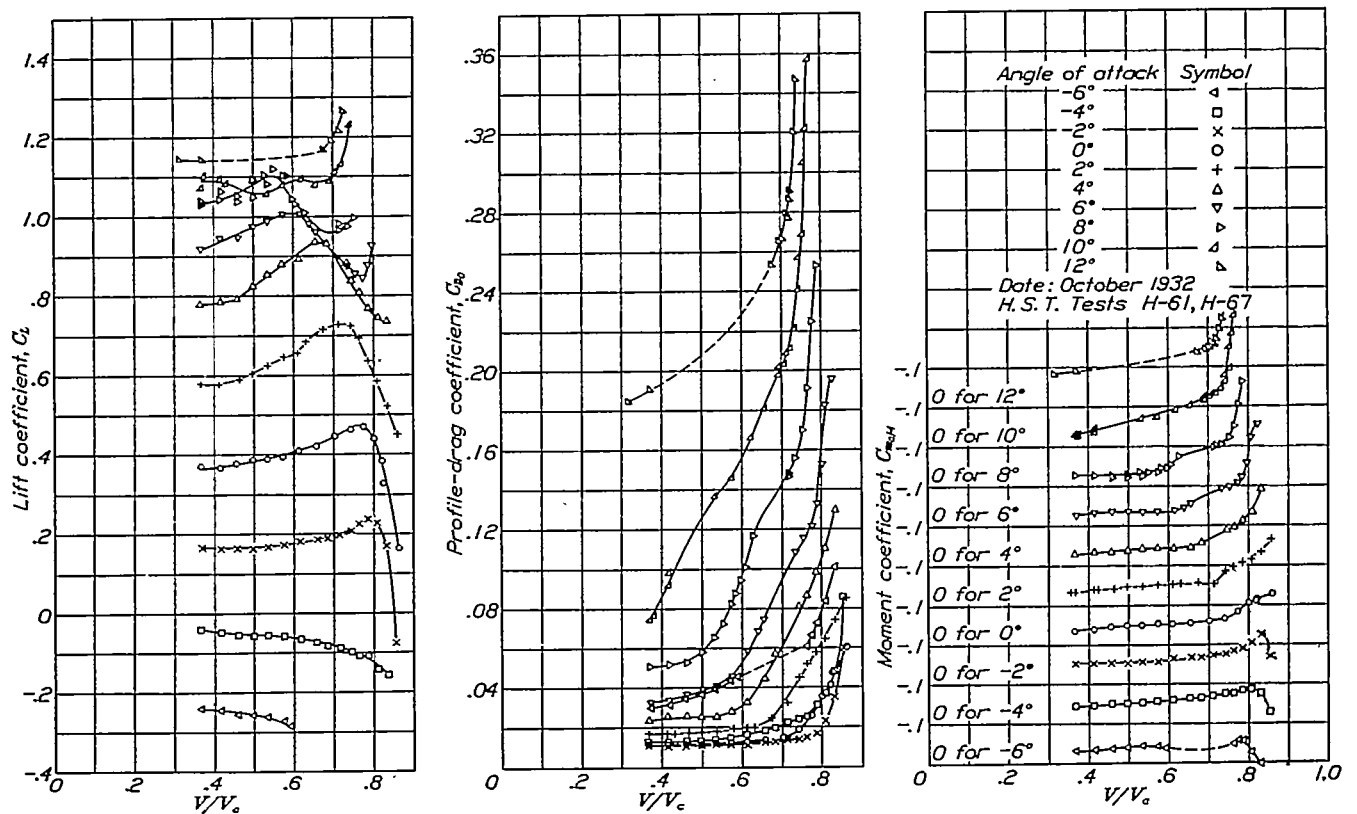 1.4
1.2
1.0
.8
.6
.4
.2
0
-.2
-.4
0 .2 .4 .6 .8
Lift coefficient, C_L
V/V_c
.36
.32
.28
.24
.20
.16
.12
.08
.04
0 .2 .4 .6 .8
Profile-drag coefficient, C_D₀
V/V_c
Angle of attack Symbol
-6°
-4°
-2°
0°
2°
4°
6°
8°
10°
12°
Date: October 1932
H.S.T. Tests H-61, H-67
-.1
0 for 12°
-.1
0 for 10°
0 for 8°
-.1
0 for 6°
-.1
0 for 4°
-.1
0 for 2°
-.1
0 for 0°
-.1
0 for -2°
-.1
0 for -4°
-.1
0 for -6°
0 .2 .4 .6 .8 1.0
Moment coefficient,
V/V_c